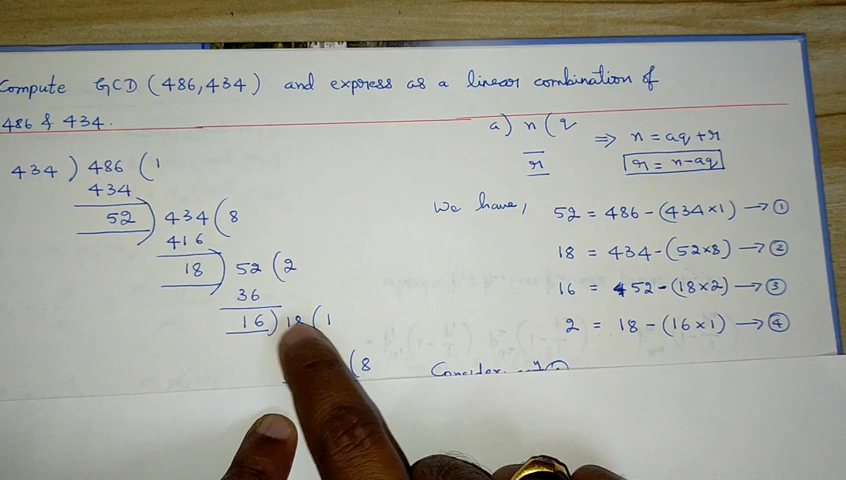 Compute GCD (486,434) and express as a linear combination of
486 & 434.
434 ) 486 ( 1
434
52 ) 434 ( 8
416
18 ) 52 ( 2
36
16 ) 18 ( 1
( 8
a) n ( q
r
⇒ n = aq + r
r = n - aq
We have, 52 = 486 - (434 × 1) → ①
18 = 434 - (52 × 8) → ②
16 = 52 - (18 × 2) → ③
2 = 18 - (16 × 1) → ④
Consider